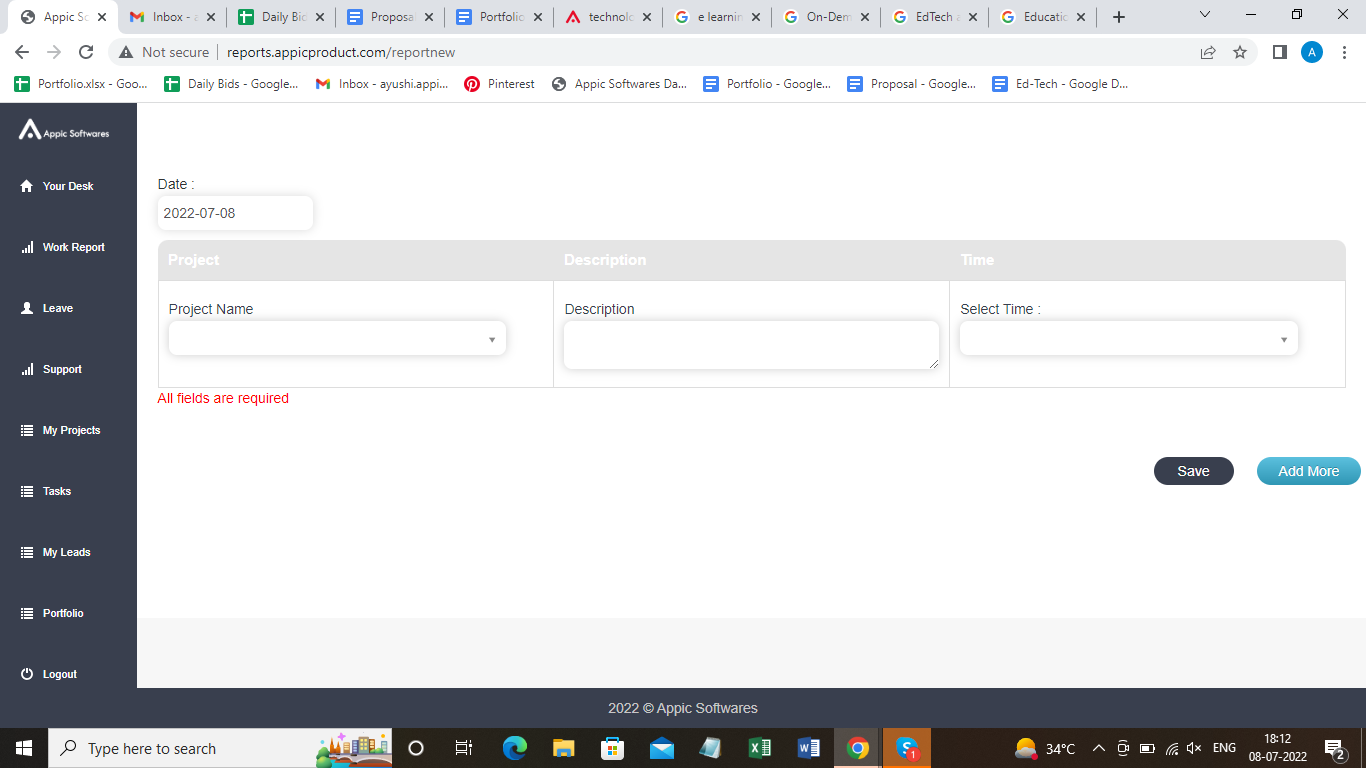 Appic So
Inbox - a
Daily Bid
Proposa
Portfolio
technolo
e learnin
On-Dem
EdTech a
Educatio
Not secure
reports.appicproduct.com/reportnew
A
Portfolio.xlsx - Goo...
Daily Bids - Google...
Inbox - ayushi.appi...
Pinterest
Appic Softwares Da...
Portfolio - Google...
Proposal - Google...
Ed-Tech - Google D...
Appic Softwares
Your Desk
Work Report
Leave
Support
My Projects
Tasks
My Leads
Portfolio
Logout
Date :
2022-07-08
Project
Description
Time
Project Name
Description
Select Time :
All fields are required
Save
Add More
2022 © Appic Softwares
Type here to search
1
34°C
ENG
18:12
08-07-2022
2